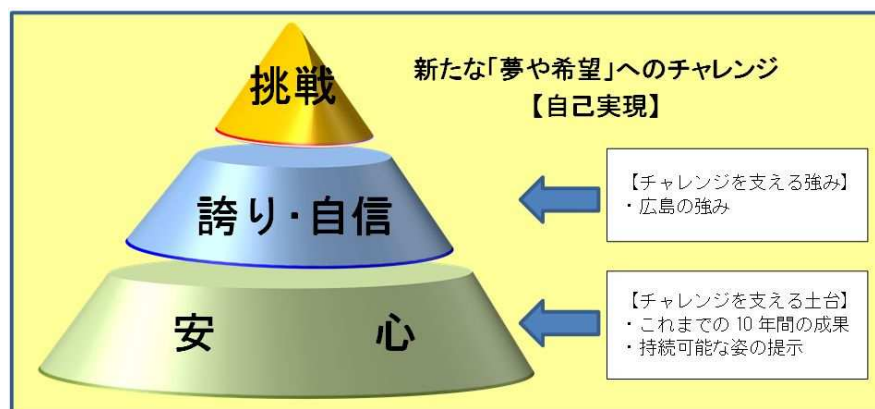 挑戦
新たな「夢や希望」へのチャレンジ
【自己実現】
誇り・自信
【チャレンジを支える強み】
・広島の強み
安　心
【チャレンジを支える土台】
・これまでの 10 年間の成果
・持続可能な姿の提示